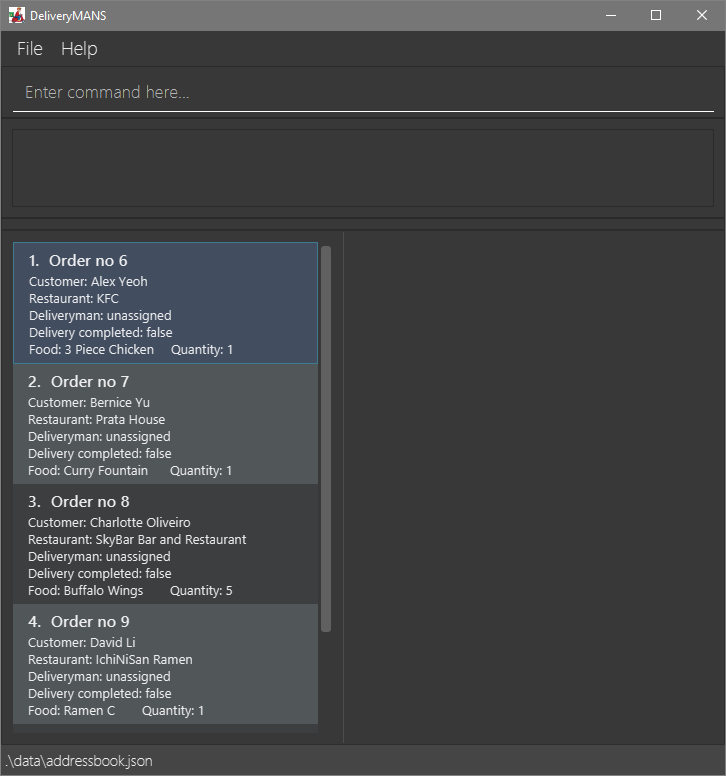 DeliveryMANS
File Help
Enter command here...
1. Order no 6
Customer: Alex Yeoh
Restaurant: KFC
Deliveryman: unassigned
Delivery completed: false
Food: 3 Piece Chicken Quantity: 1
2. Order no 7
Customer: Bernice Yu
Restaurant: Prata House
Deliveryman: unassigned
Delivery completed: false
Food: Curry Fountain Quantity: 1
3. Order no 8
Customer: Charlotte Oliveiro
Restaurant: SkyBar Bar and Restaurant
Deliveryman: unassigned
Delivery completed: false
Food: Buffalo Wings Quantity: 5
4. Order no 9
Customer: David Li
Restaurant: IchiNiSan Ramen
Deliveryman: unassigned
Delivery completed: false
Food: Ramen C Quantity: 1
.\data\addressbook.json